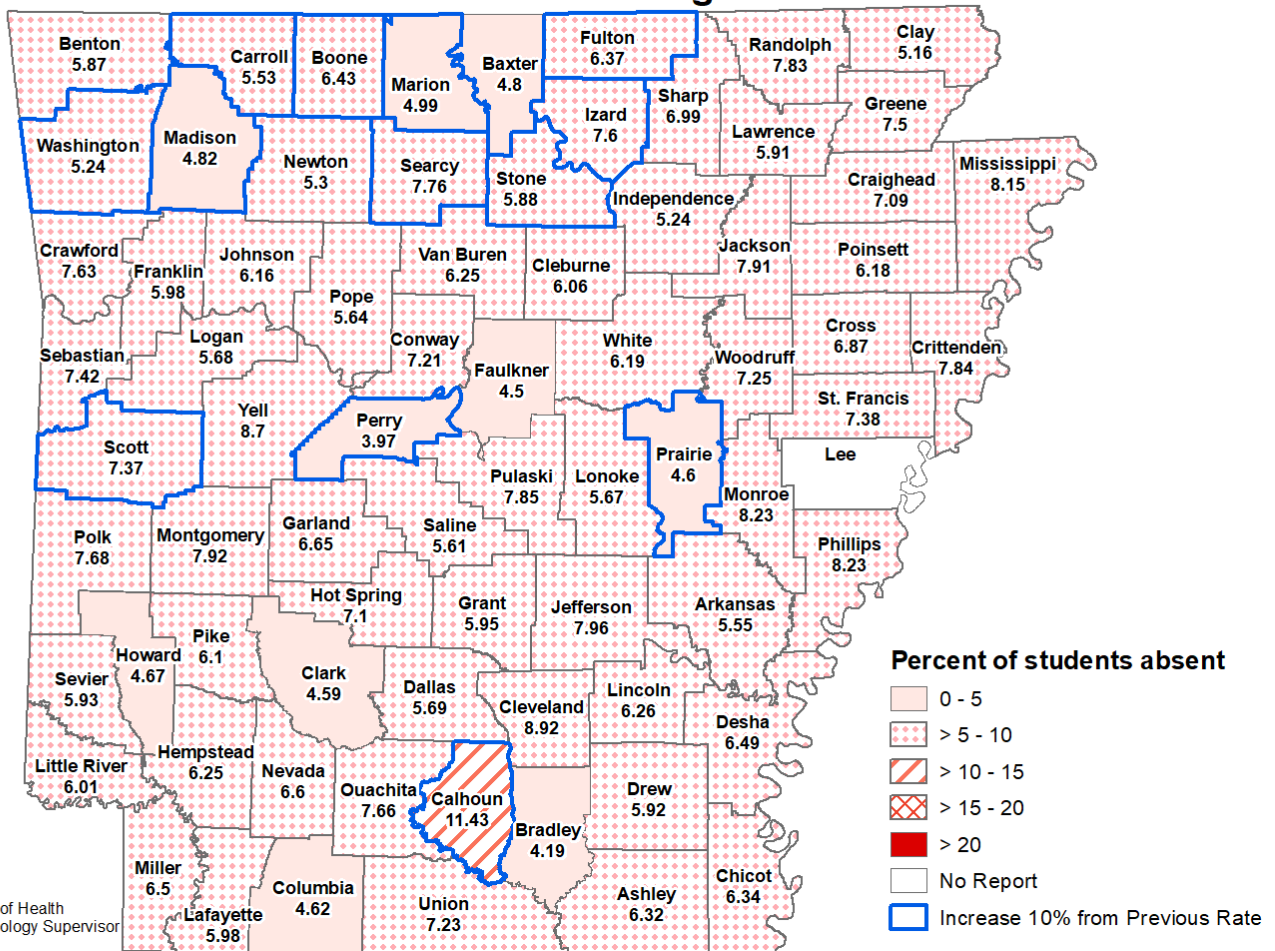 Benton
5.87
Carroll
5.53
Boone
6.43
Marion
4.99
Baxter
4.8
Fulton
6.37
Randolph
7.83
Clay
5.16
Sharp
6.99
Izard
7.6
Greene
7.5
Lawrence
5.91
Washington
5.24
Madison
4.82
Newton
5.3
Searcy
7.76
Stone
5.88
Independence
5.24
Craighead
7.09
Mississippi
8.15
Crawford
7.63
Franklin
5.98
Johnson
6.16
Van Buren
6.25
Cleburne
6.06
Jackson
7.91
Poinsett
6.18
Pope
5.64
Logan
5.68
Conway
7.21
White
6.19
Woodruff
7.25
Cross
6.87
Crittenden
7.84
Sebastian
7.42
Faulkner
4.5
St. Francis
7.38
Yell
8.7
Perry
3.97
Scott
7.37
Pulaski
7.85
Lonoke
5.67
Prairie
4.6
Lee
Monroe
8.23
Polk
7.68
Montgomery
7.92
Garland
6.65
Saline
5.61
Phillips
8.23
Hot Spring
7.1
Grant
5.95
Jefferson
7.96
Arkansas
5.55
Howard
4.67
Pike
6.1
Clark
4.59
Sevier
5.93
Dallas
5.69
Cleveland
8.92
Lincoln
6.26
Desha
6.49
Little River
6.01
Hempstead
6.25
Nevada
6.6
Ouachita
7.66
Calhoun
11.43
Bradley
4.19
Drew
5.92
Miller
6.5
Lafayette
5.98
Columbia
4.62
Union
7.23
Ashley
6.32
Chicot
6.34
Percent of students absent
0 - 5
> 5 - 10
> 10 - 15
> 15 - 20
> 20
No Report
Increase 10% from Previous Rate
of Health
ology Supervisor